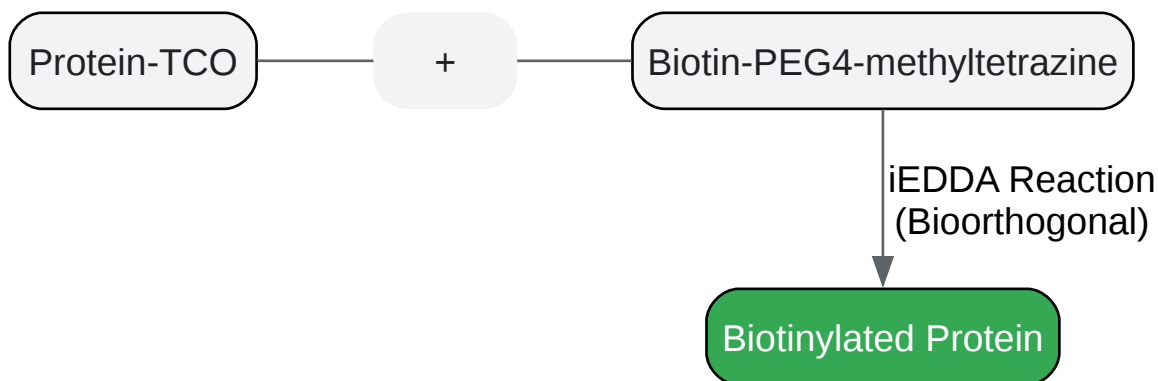 Protein-TCO
+
Biotin-PEG4-methyltetrazine
iEDDA Reaction
(Bioorthogonal)
Biotinylated Protein